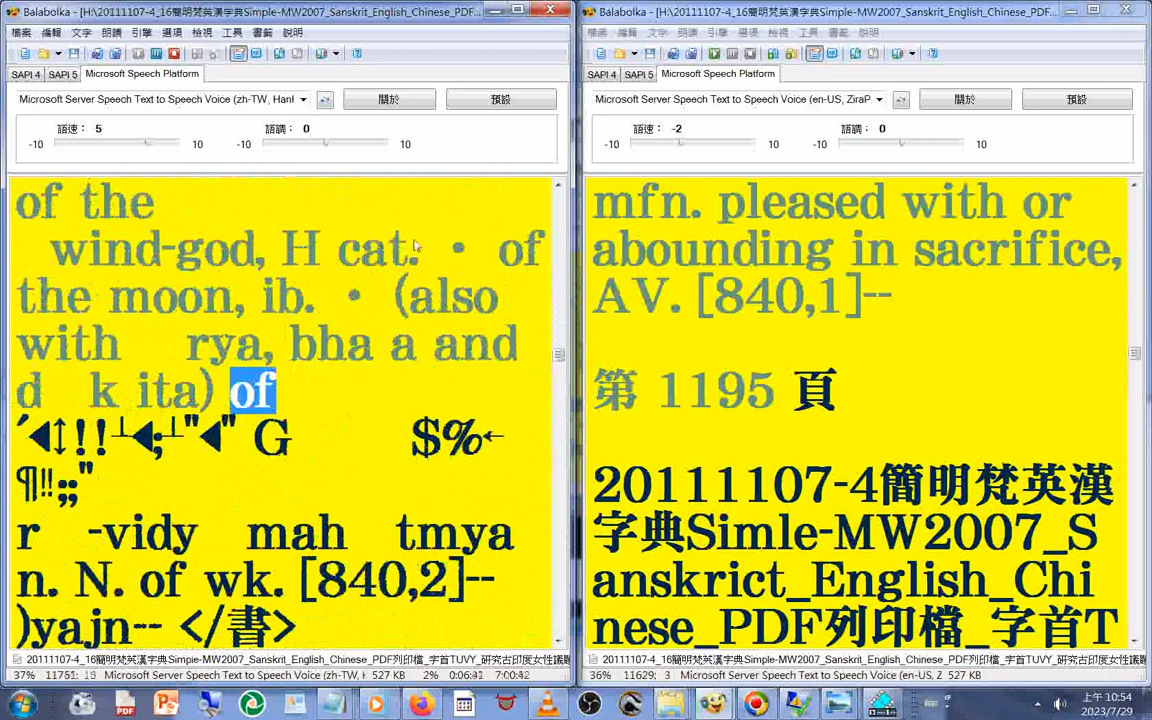 Balabolka - [H:\20111107-4_16簡明梵英漢字典Simple-MW2007_Sanskrit_English_Chinese_PDF...
檔案 編輯 文字 朗讀 引擎 選項 檢視 工具 書籤 說明
SAPI 4 SAPI 5 Microsoft Speech Platform
Microsoft Server Speech Text to Speech Voice (zh-TW, Hanl
關於 預設
語速: 5 語調: 0
-10 10 -10 10
of the
wind-god, H cat. • of
the moon, ib. • (also
with rya, bha a and
d k ita) of
G $%←
¶!!;;"
r -vidy mah tmya
n. N. of wk. [840,2]--
)yajn-- </書>
20111107-4_16簡明梵英漢字典Simple-MW2007_Sanskrit_English_Chinese_PDF列印檔_字首TUVY_研究古印度女性議題
37% Microsoft Server Speech Text to Speech Voice (zh-TW, H 527 KB 2% 7:00:42
Balabolka - [H:\20111107-4_16簡明梵英漢字典Simple-MW2007_Sanskrit_English_Chinese_PDF...
檔案 編輯 文字 朗讀 引擎 選項 檢視 工具 書籤 說明
SAPI 4 SAPI 5 Microsoft Speech Platform
Microsoft Server Speech Text to Speech Voice (en-US, ZiraP
關於 預設
語速: -2 語調: 0
-10 10 -10 10
mfn. pleased with or
abounding in sacrifice,
AV. [840,1]--
第 1195 頁
20111107-4簡明梵英漢
字典Simle-MW2007_S
anskrict_English_Chi
nese_PDF列印檔_字首T
20111107-4_16簡明梵英漢字典Simple-MW2007_Sanskrit_English_Chinese_PDF列印檔_字首TUVY_研究古印度女性議題
36% 11629: 3 Microsoft Server Speech Text to Speech Voice (en-US, Z 527 KB
上午 10:54
2023/7/29